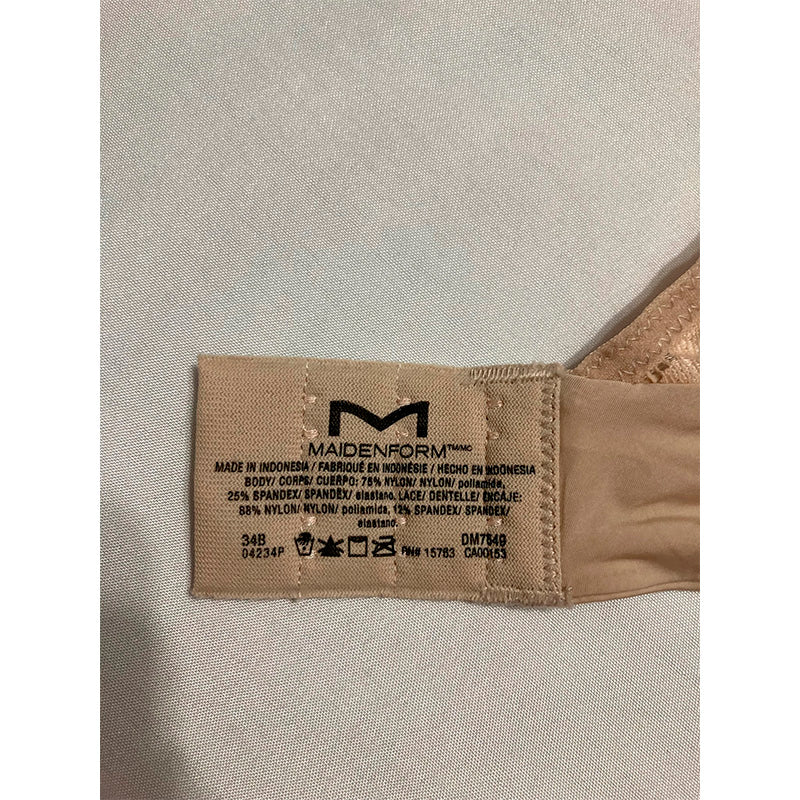 M
MAIDENFORM™/MC
MADE IN INDONESIA / FABRIQUÉ EN INDONÉSIE / HECHO EN INDONESIA
BODY/ CORPS/ CUERPO: 75% NYLON/ NYLON/ poliamida,
25% SPANDEX/ SPANDEX/ elastano. LACE/ DENTELLE/ ENCAJE:
88% NYLON/ NYLON/ poliamida, 12% SPANDEX/ SPANDEX/
elastano.
34B DM7549
04234P RN# 15763 CA00153